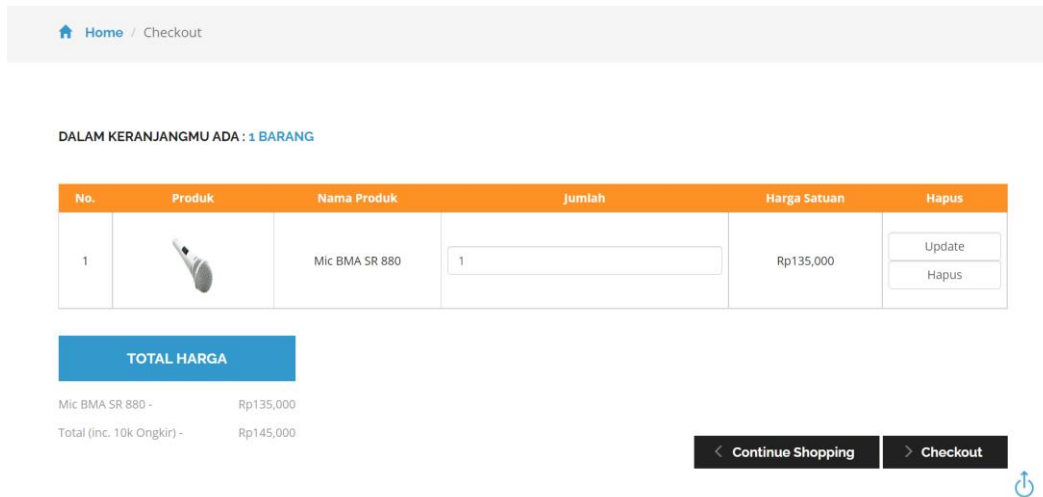 Home / Checkout
DALAM KERANJANGMU ADA : 1 BARANG
No. Produk Nama Produk Jumlah Harga Satuan Hapus
1 Mic BMA SR 880 1 Rp135,000 Update
Hapus
TOTAL HARGA
Mic BMA SR 880 - Rp135,000
Total (inc. 10k Ongkir) - Rp145,000
< Continue Shopping > Checkout